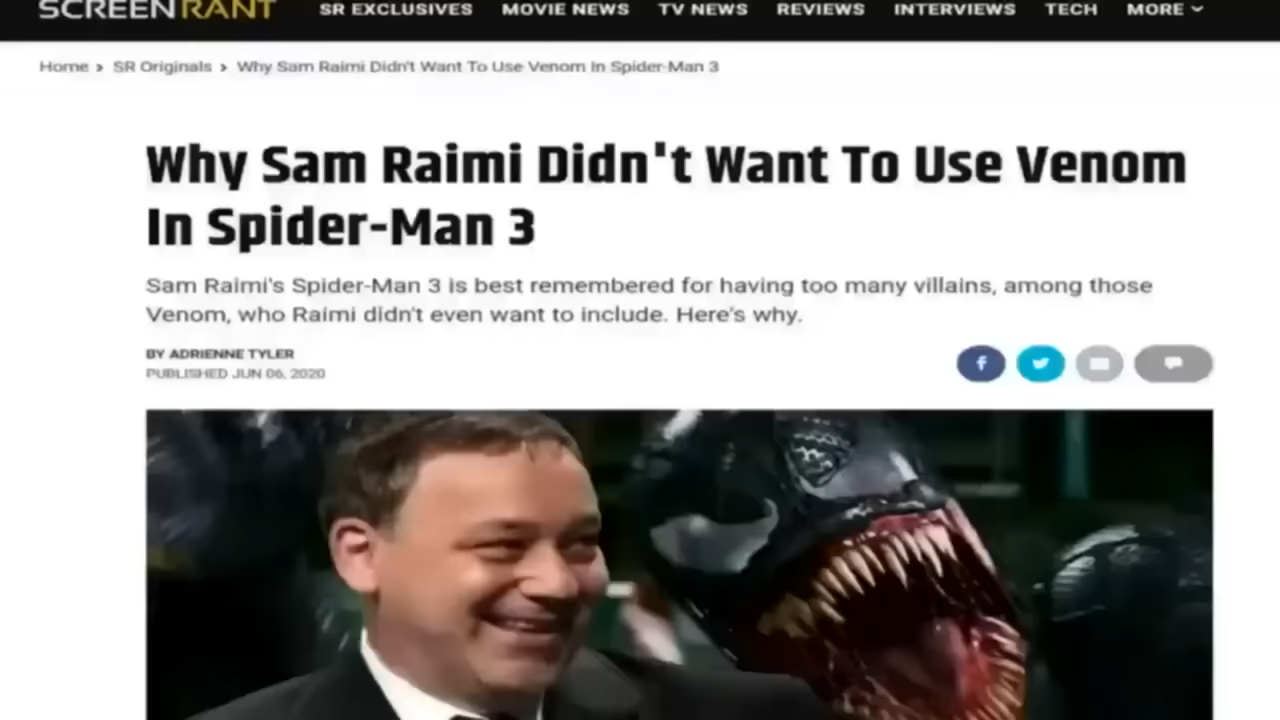 SCREENRANT SR EXCLUSIVES MOVIE NEWS TV NEWS REVIEWS INTERVIEWS TECH MORE
Home › SR Originals › Why Sam Raimi Didn't Want To Use Venom In Spider-Man 3
Why Sam Raimi Didn't Want To Use Venom
In Spider-Man 3
Sam Raimi's Spider-Man 3 is best remembered for having too many villains, among those
Venom, who Raimi didn't even want to include. Here's why.
BY ADRIENNE TYLER
PUBLISHED JUN 06, 2020